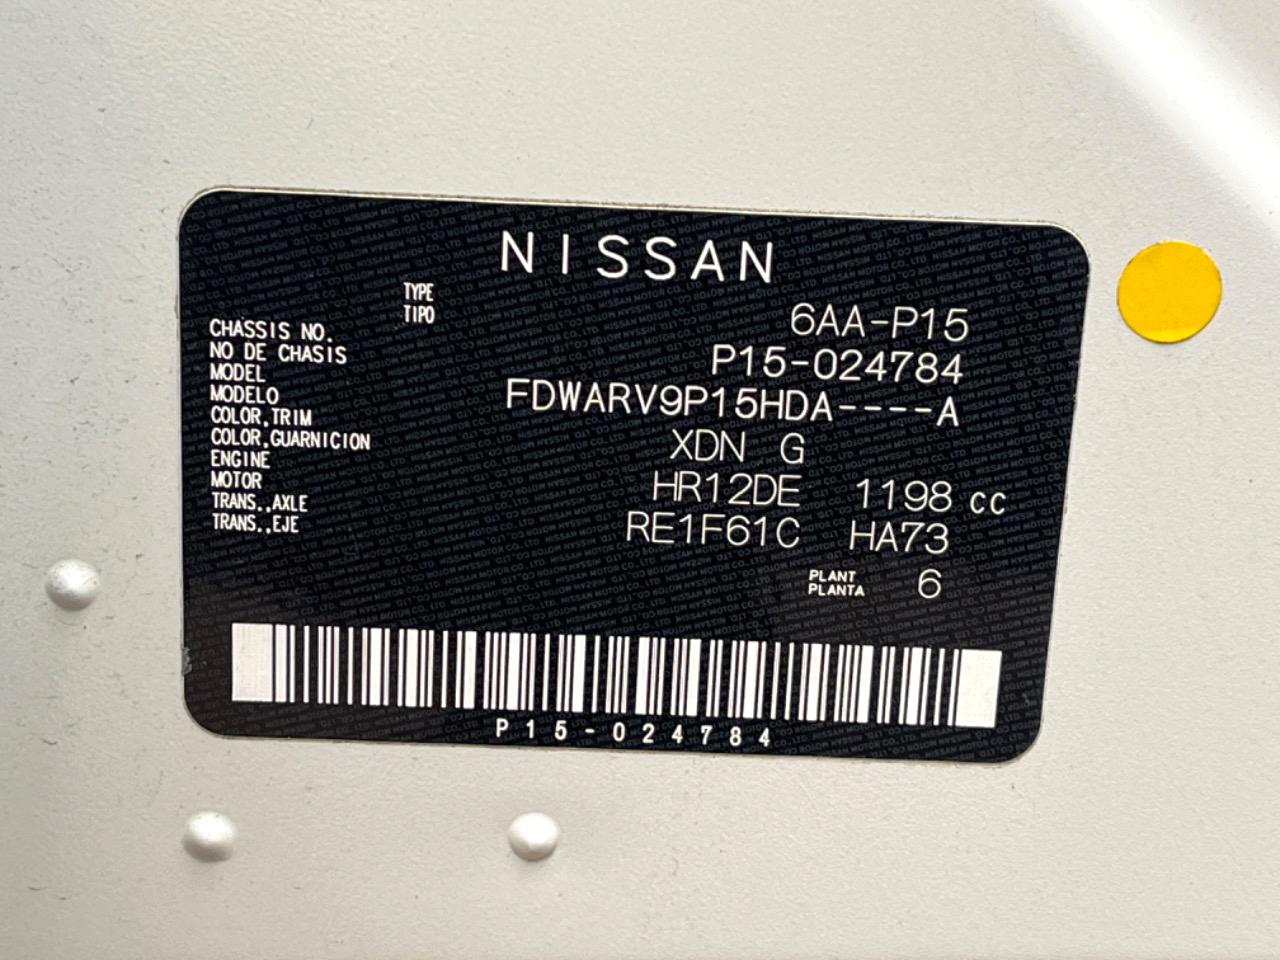 NISSAN
TYPE
TIPO
6AA-P15
CHASSIS NO.
NO DE CHASIS
P15-024784
MODEL
MODELO
FDWARV9P15HDA----A
COLOR,TRIM
COLOR,GUARNICION
XDN G
ENGINE
MOTOR
HR12DE 1198 cc
TRANS.,AXLE
TRANS.,EJE
RE1F61C HA73
PLANT
PLANTA
6
P15-024784